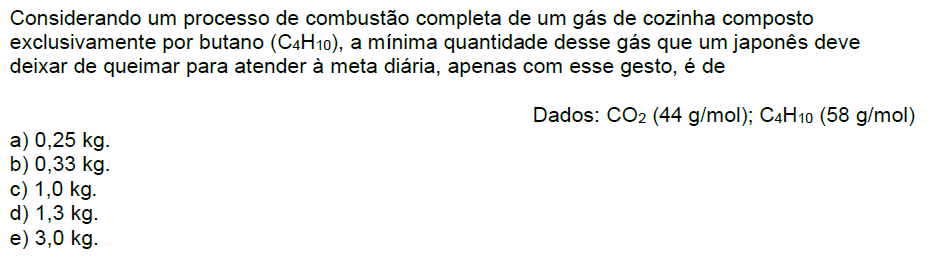 Considerando um processo de combustão completa de um gás de cozinha composto
exclusivamente por butano (C4H10), a mínima quantidade desse gás que um japonês deve
deixar de queimar para atender à meta diária, apenas com esse gesto, é de
Dados: CO2 (44 g/mol); C4H10 (58 g/mol)
a) 0,25 kg.
b) 0,33 kg.
c) 1,0 kg.
d) 1,3 kg.
e) 3,0 kg.